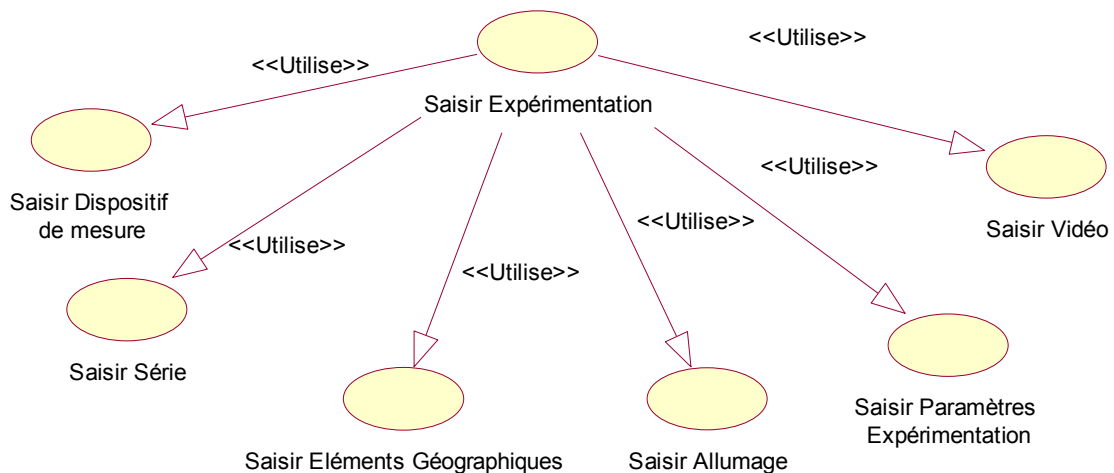 <<Utilise>>
<<Utilise>>
Saisir Expérimentation
<<Utilise>>
Saisir Dispositif
de mesure
<<Utilise>>
Saisir Vidéo
<<Utilise>>
<<Utilise>>
Saisir Série
Saisir Paramètres
Expérimentation
Saisir Eléments Géographiques
Saisir Allumage